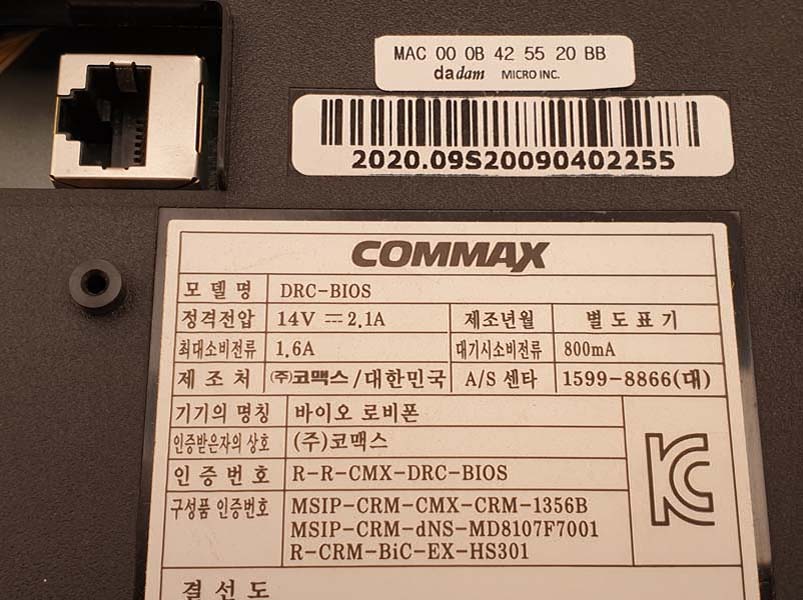 MAC 00 0B 42 55 20 BB
dadam MICRO INC.
2020.09S20090402255
COMMAX
모델명 DRC-BIOS
정격전압 14V ⎓ 2.1A 제조년월 별도표기
최대소비전류 1.6A 대기시소비전류 800mA
제조처 (주)코맥스/대한민국 A/S 센타 1599-8866(대)
기기의 명칭 바이오 로비폰
인증받은자의 상호 (주)코맥스
인증번호 R-R-CMX-DRC-BIOS
구성품 인증번호 MSIP-CRM-CMX-CRM-1356B
MSIP-CRM-dNS-MD8107F7001
R-CRM-BiC-EX-HS301
결선도